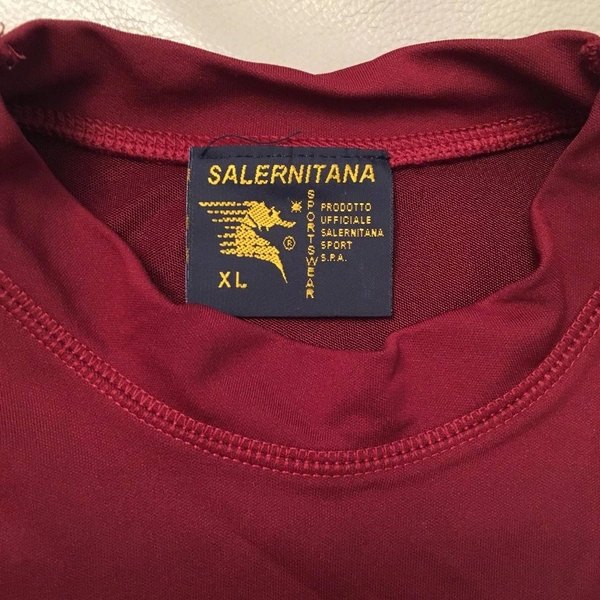 SALERNITANA
SPORTSWEAR
PRODOTTO
UFFICIALE
SALERNITANA
SPORT
S.P.A.
®
XL